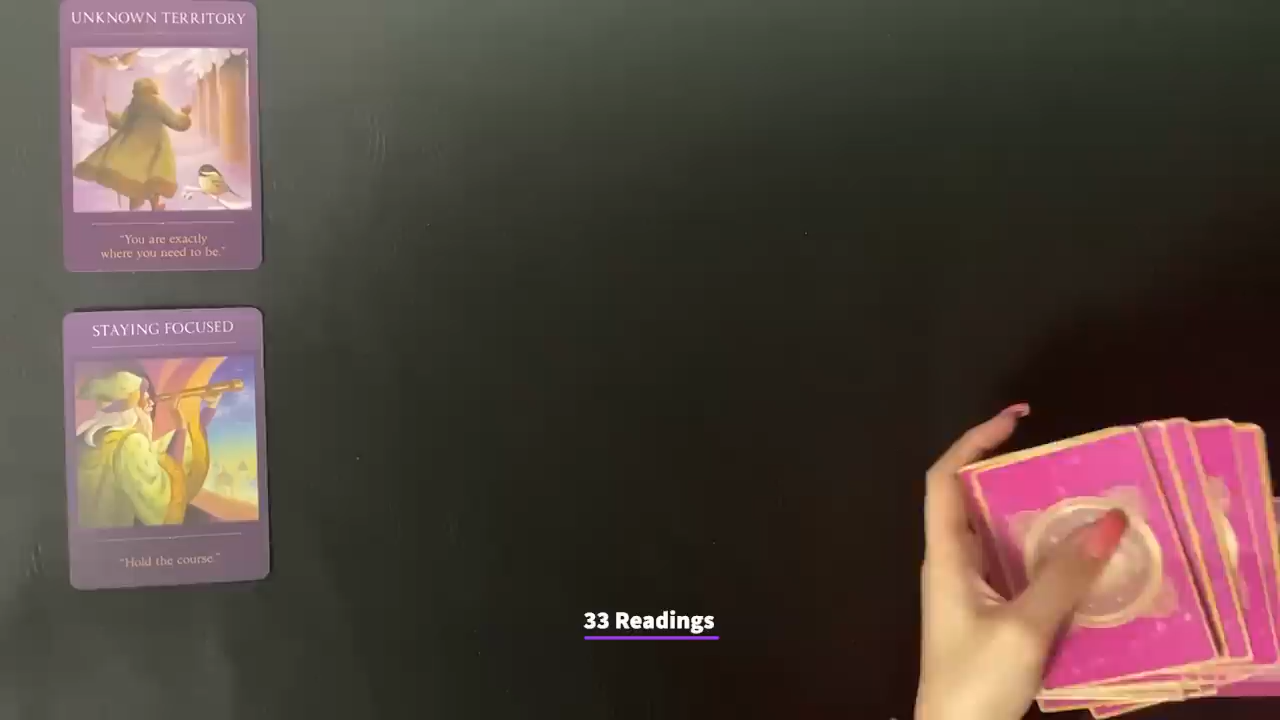 UNKNOWN TERRITORY
“You are exactly
where you need to be.”
STAYING FOCUSED
“Hold the course.”
33 Readings